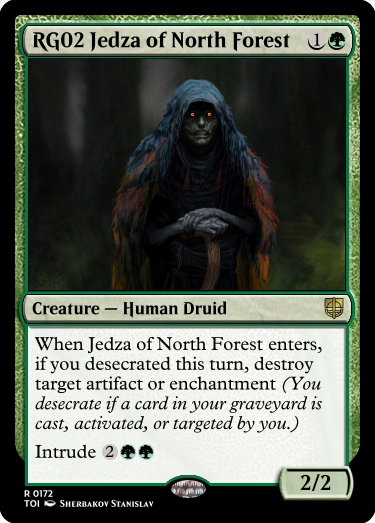 RG02 Jedza of North Forest 1
Creature — Human Druid
When Jedza of North Forest enters,
if you desecrated this turn, destroy
target artifact or enchantment (You
desecrate if a card in your graveyard is
cast, activated, or targeted by you.)
Intrude 2
2/2
R 0172
TOI Sherbakov Stanislav